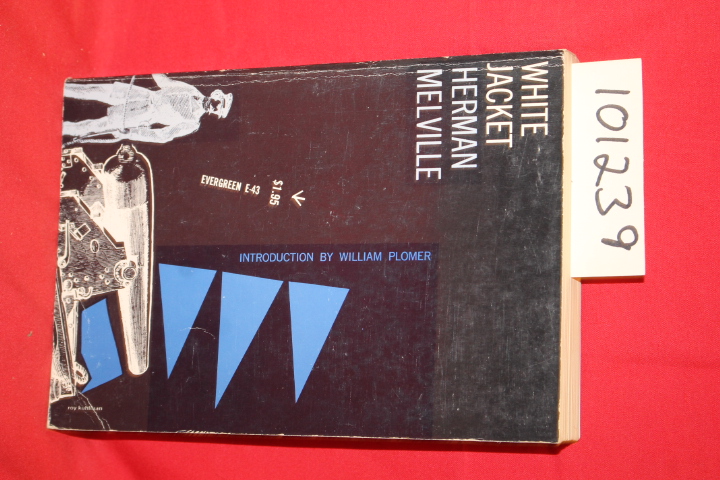 WHITE
JACKET
HERMAN
MELVILLE
EVERGREEN E-43
$1.95
INTRODUCTION BY WILLIAM PLOMER
roy kuhlman
101239